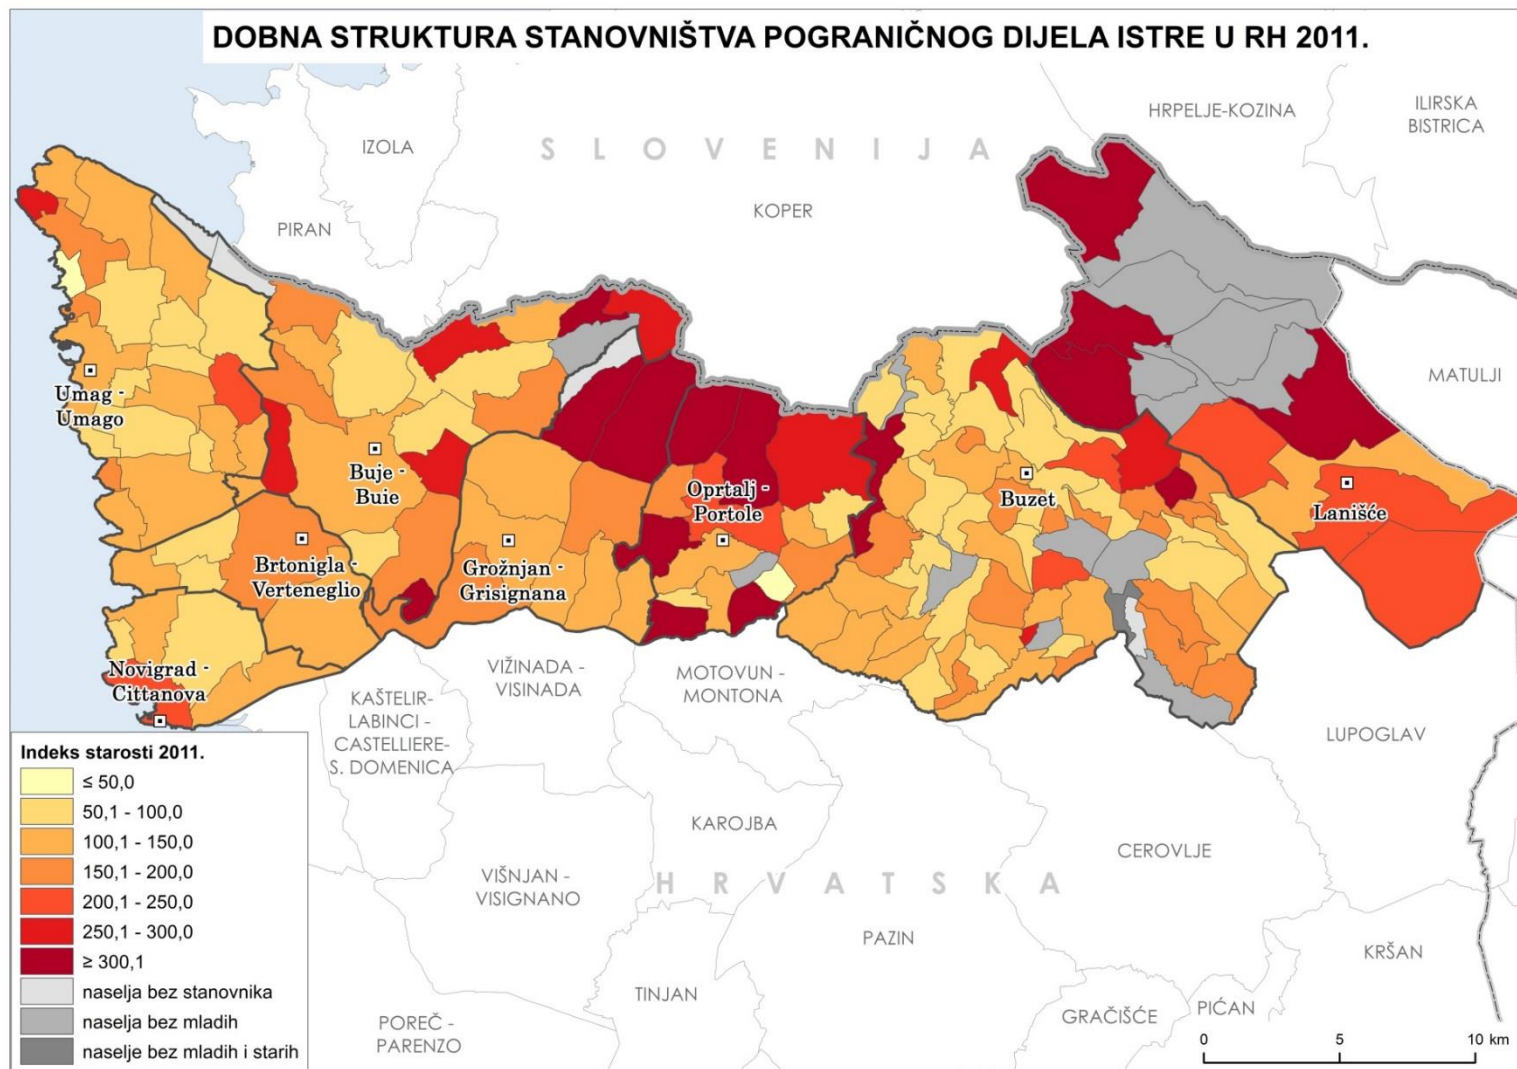 DOBNA STRUKTURA STANOVNIŠTVA POGRANIČNOG DIJELA ISTRE U RH 2011.
HRPELJE-KOZINA
ILIRSKA
BISTRICA
IZOLA
SLOVENIJA
KOPER
PIRAN
MATULJI
Umag -
Umago
Buje -
Buie
Oprtalj -
Portole
Buzet
Lanišće
Brtonigla -
Verteneglio
Grožnjan -
Grisignana
Novigrad -
Cittanova
VIŽINADA -
VISINADA
MOTOVUN -
MONTONA
KAŠTELIR-
LABINCI -
CASTELLIERE-
S. DOMENICA
LUPOGLAV
KAROJBA
CEROVLJE
VIŠNJAN -
VISIGNANO
HRVATSKA
PAZIN
KRŠAN
TINJAN
PIĆAN
GRAČIŠĆE
POREČ -
PARENZO
Indeks starosti 2011.
≤ 50,0
50,1 - 100,0
100,1 - 150,0
150,1 - 200,0
200,1 - 250,0
250,1 - 300,0
≥ 300,1
naselja bez stanovnika
naselja bez mladih
naselje bez mladih i starih
0 5 10 km